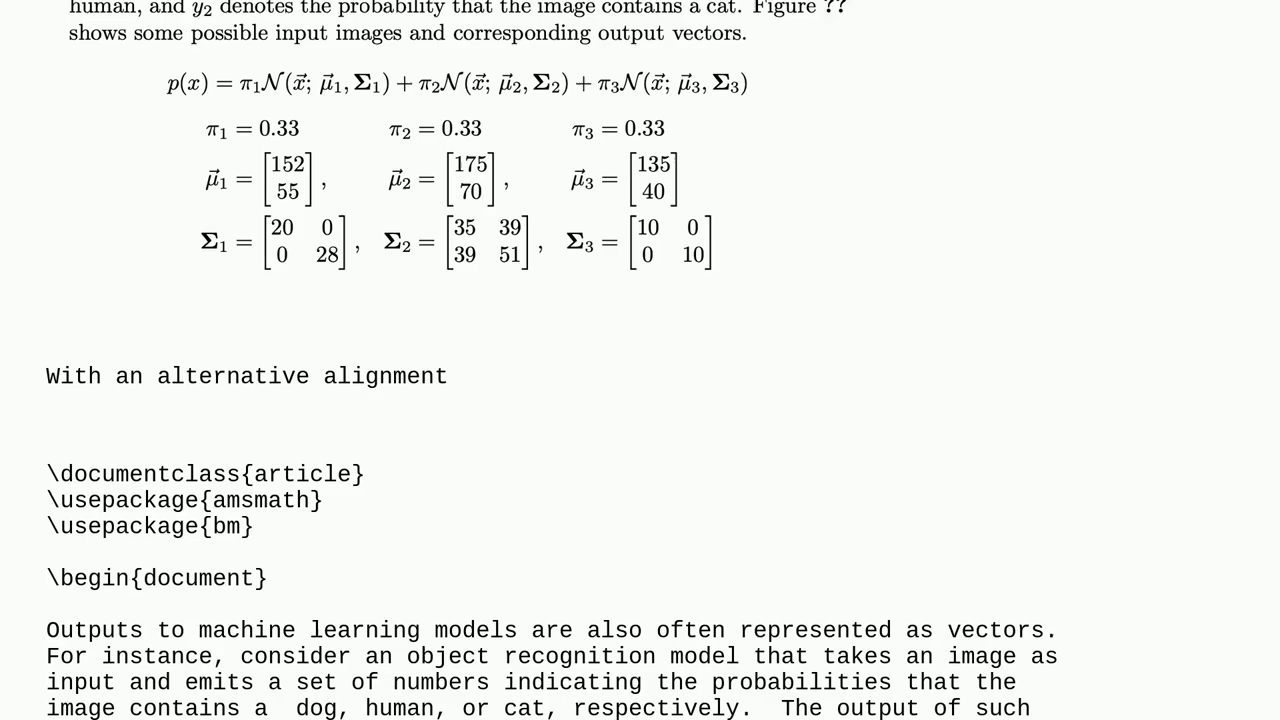 human, and y₂ denotes the probability that the image contains a cat. Figure ??
shows some possible input images and corresponding output vectors.
p(x) = π₁𝒩(x⃗; μ⃗₁, Σ₁) + π₂𝒩(x⃗; μ⃗₂, Σ₂) + π₃𝒩(x⃗; μ⃗₃, Σ₃)
π₁ = 0.33 π₂ = 0.33 π₃ = 0.33
μ⃗₁ = [152 55], μ⃗₂ = [175 70], μ⃗₃ = [135 40]
Σ₁ = [20 0 0 28], Σ₂ = [35 39 39 51], Σ₃ = [10 0 0 10]
With an alternative alignment
\documentclass{article}
\usepackage{amsmath}
\usepackage{bm}
\begin{document}
Outputs to machine learning models are also often represented as vectors.
For instance, consider an object recognition model that takes an image as
input and emits a set of numbers indicating the probabilities that the
image contains a  dog, human, or cat, respectively.  The output of such